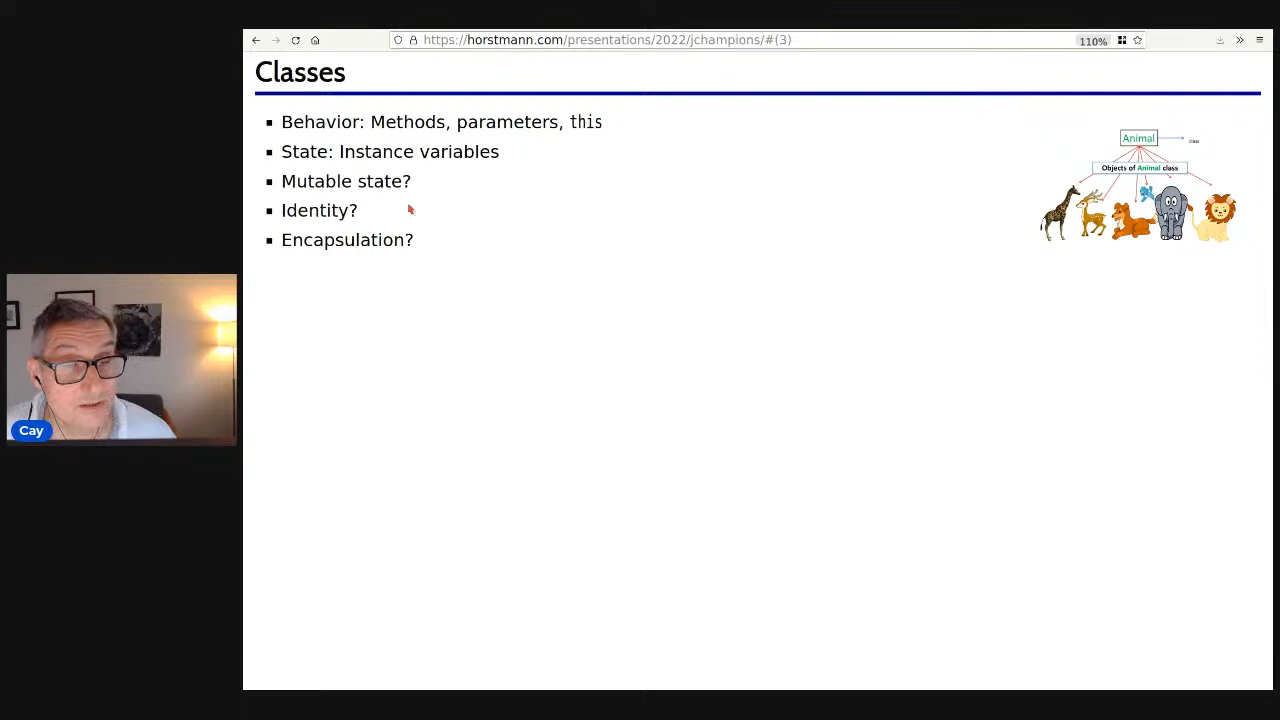 https://horstmann.com/presentations/2022/jchampions/#(3)
110%
Classes
Behavior: Methods, parameters, this
State: Instance variables
Mutable state?
Identity?
Encapsulation?
Animal
class
Objects of Animal class
Cay